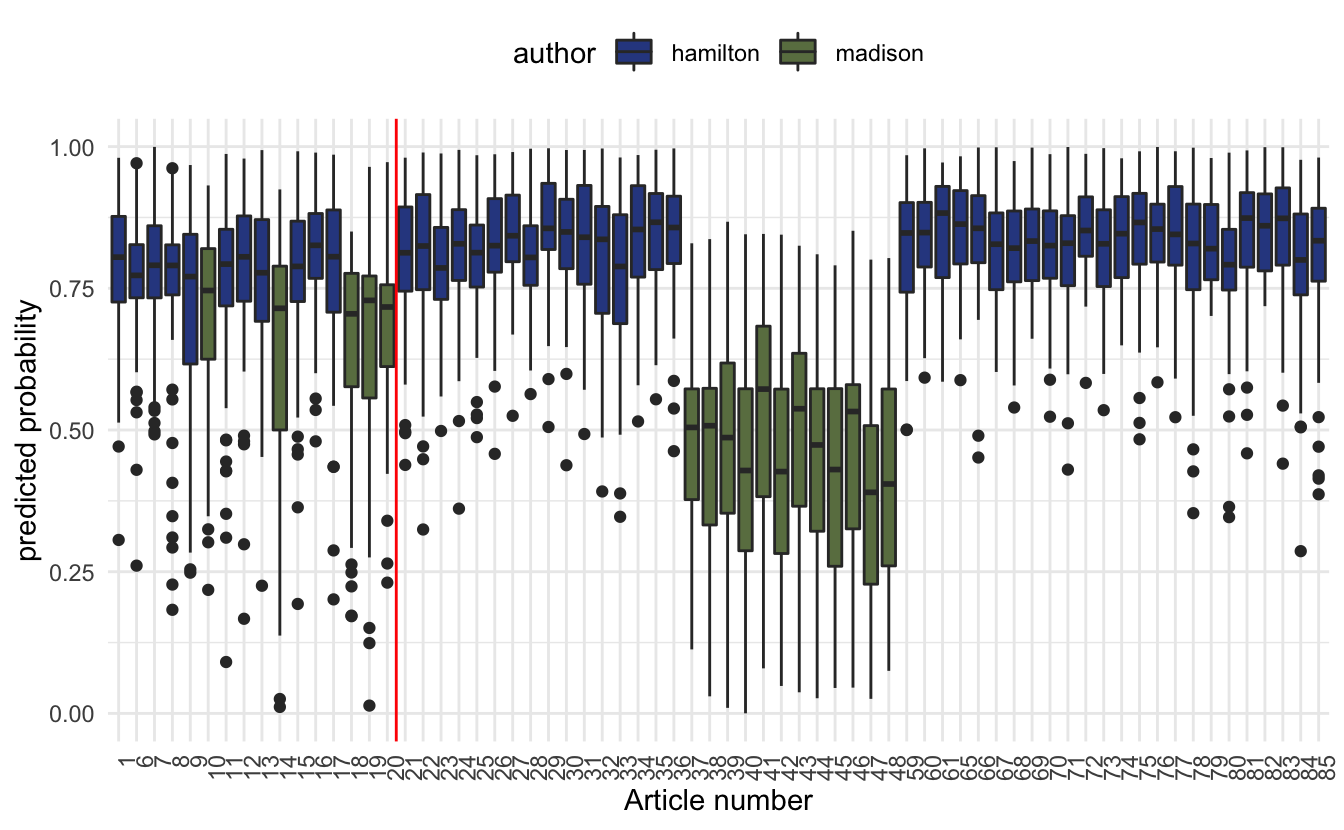 author hamilton madison
1.00
0.75
0.50
0.25
0.00
predicted probability
1 6 7 8 9 10 11 12 13 14 15 16 17 18 19 20 21 22 23 24 25 26 27 28 29 30 31 32 33 34 35 36 37 38 39 40 41 42 43 44 45 46 47 48 59 60 61 65 66 67 68 69 70 71 72 73 74 75 76 77 78 79 80 81 82 83 84 85
Article number